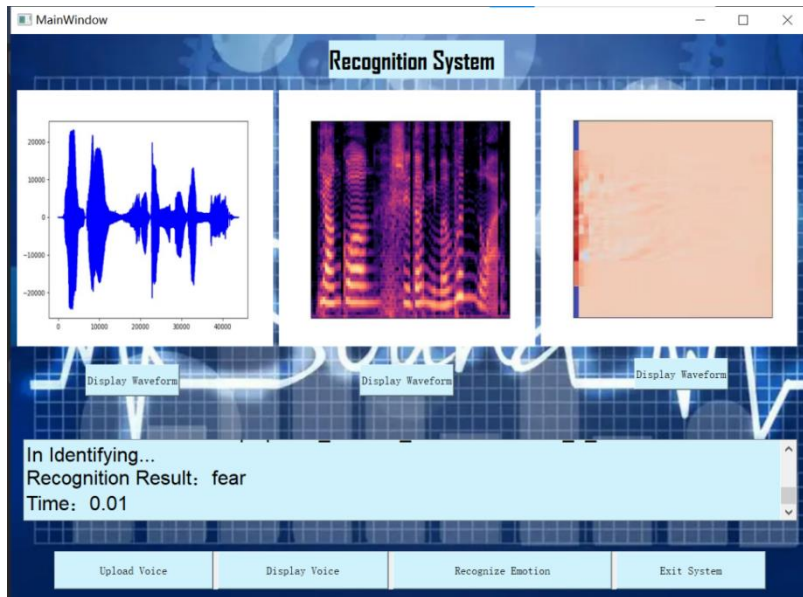 MainWindow
Recognition System
20000
10000
0
-10000
-20000
0 10000 20000 30000 40000
Display Waveform
Display Waveform
Display Waveform
In Identifying...
Recognition Result：fear
Time：0.01
Upload Voice
Display Voice
Recognize Emotion
Exit System